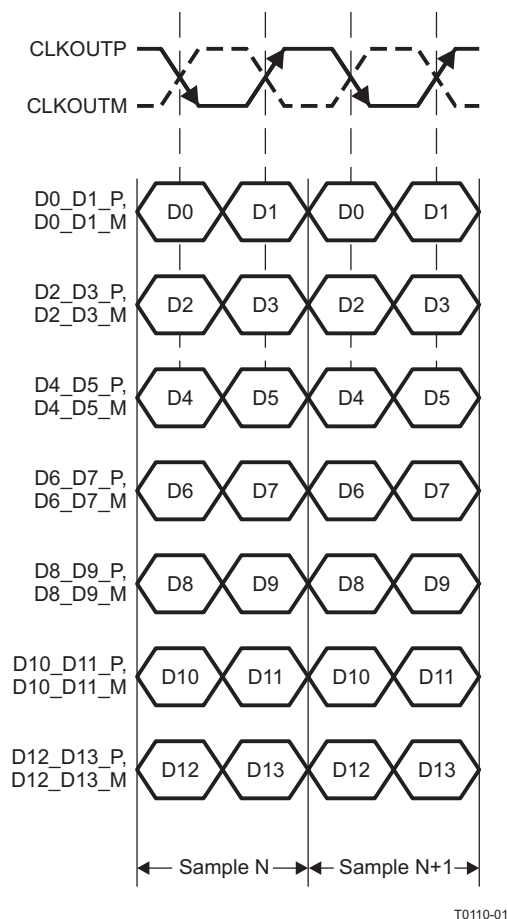 CLKOUTP
CLKOUTM
D0_D1_P,
D0_D1_M
D0 D1 D0 D1
D2_D3_P,
D2_D3_M
D2 D3 D2 D3
D4_D5_P,
D4_D5_M
D4 D5 D4 D5
D6_D7_P,
D6_D7_M
D6 D7 D6 D7
D8_D9_P,
D8_D9_M
D8 D9 D8 D9
D10_D11_P,
D10_D11_M
D10 D11 D10 D11
D12_D13_P,
D12_D13_M
D12 D13 D12 D13
Sample N Sample N+1
T0110-01